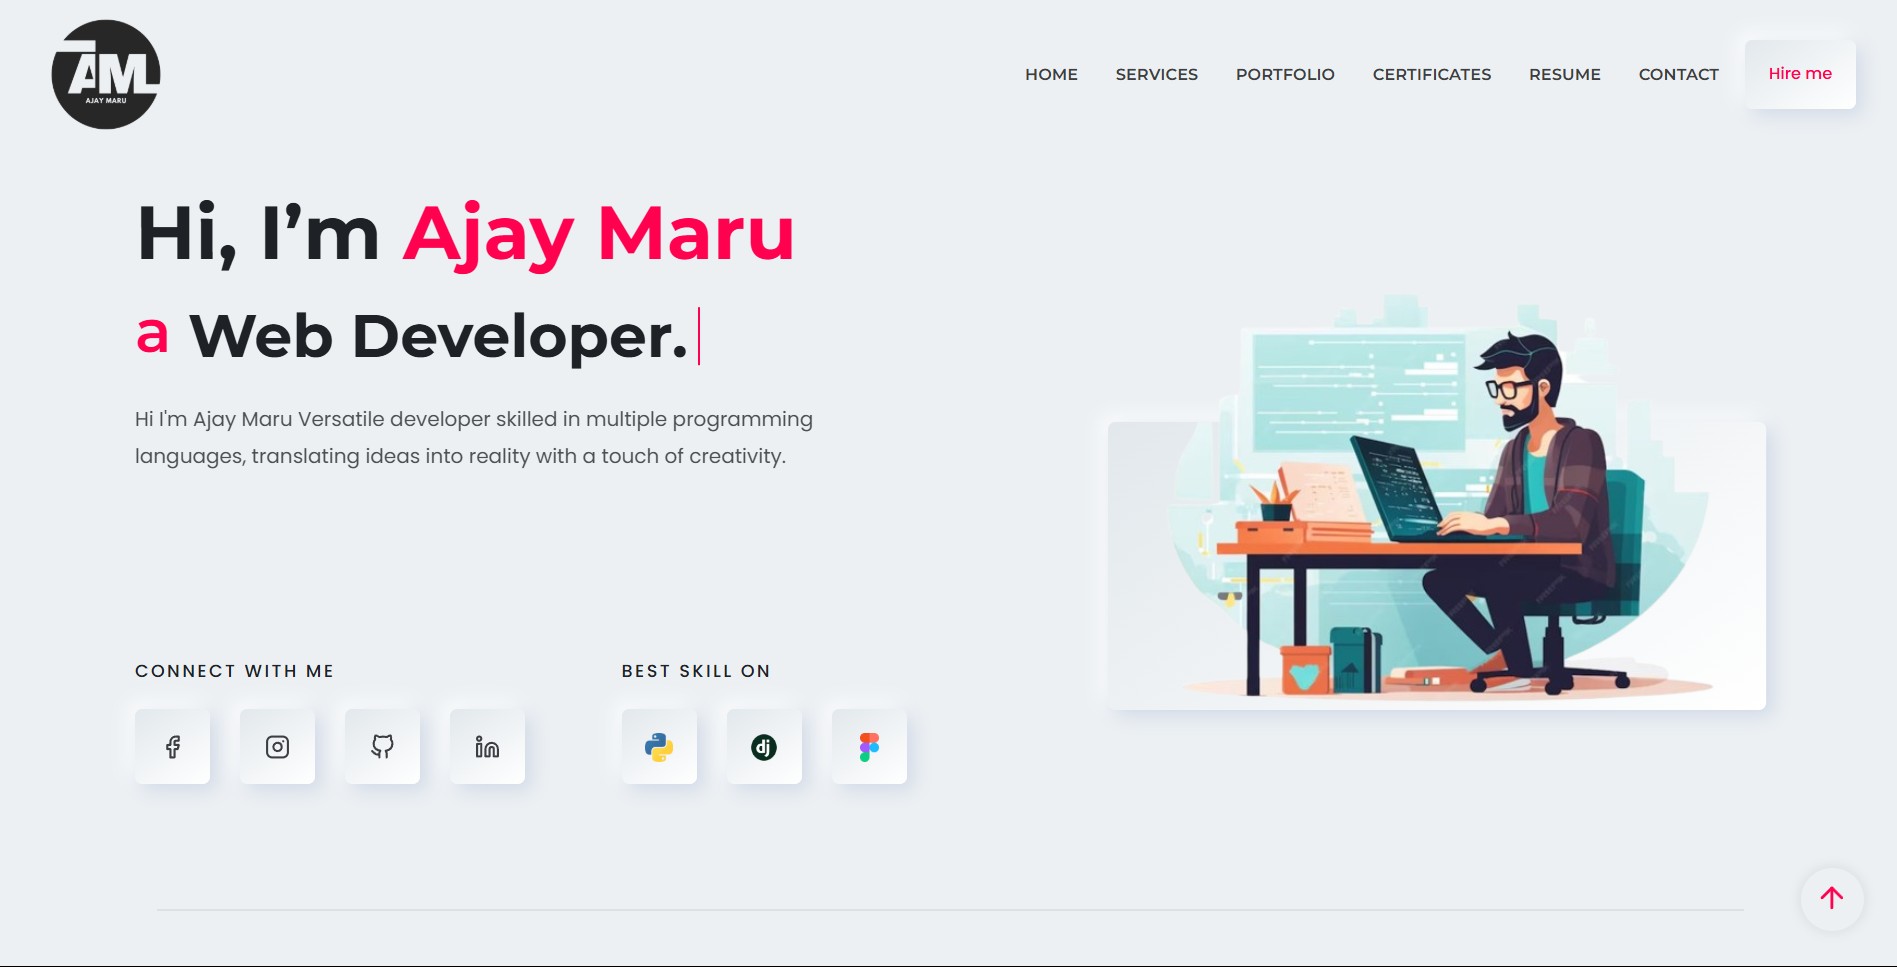 AM
AJAY MARU
HOME SERVICES PORTFOLIO CERTIFICATES RESUME CONTACT Hire me
Hi, I’m Ajay Maru
a Web Developer.
Hi I'm Ajay Maru Versatile developer skilled in multiple programming
languages, translating ideas into reality with a touch of creativity.
CONNECT WITH ME
BEST SKILL ON
in
dj